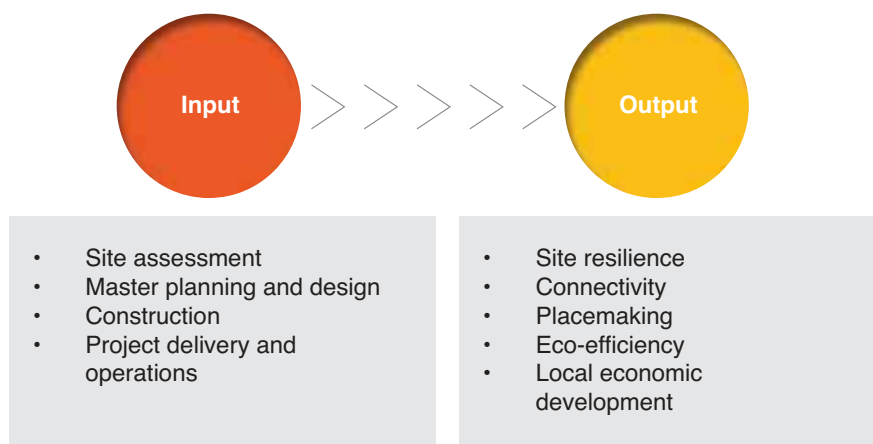 Input
Output
• Site assessment
• Master planning and design
• Construction
• Project delivery and
operations
• Site resilience
• Connectivity
• Placemaking
• Eco-efficiency
• Local economic
development